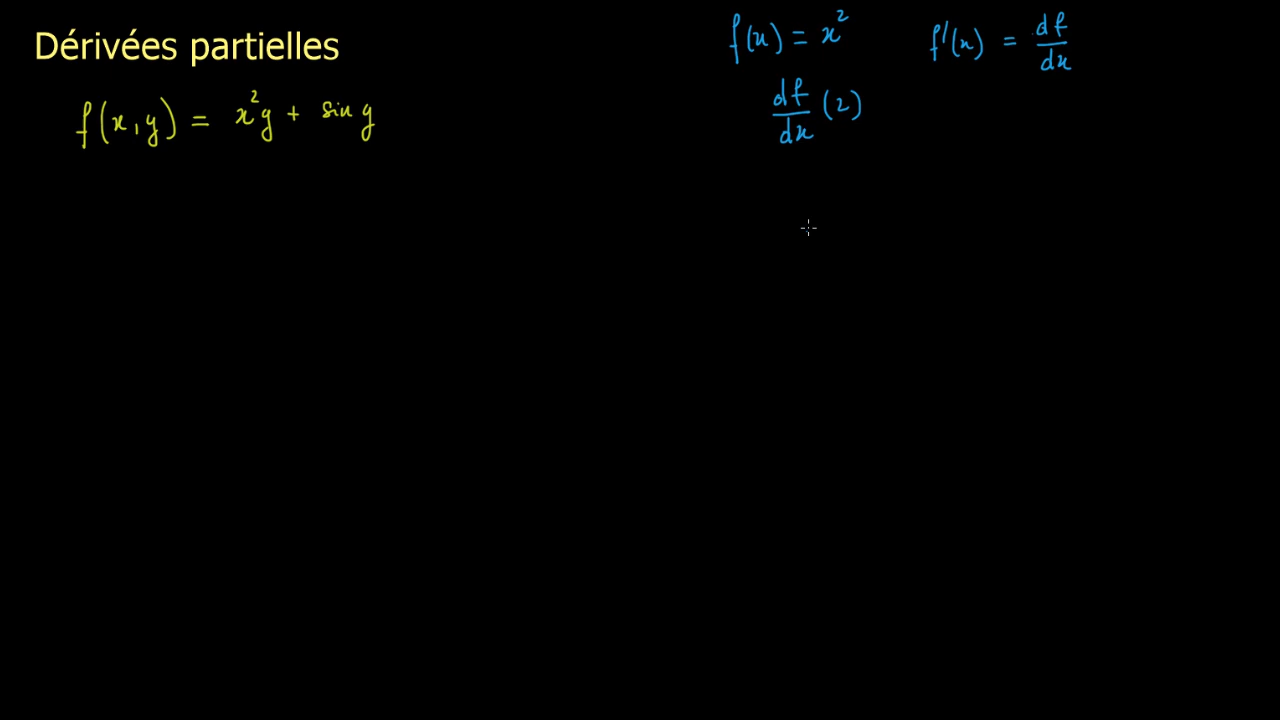 Dérivées partielles
f(x,y) = x²y + sin y
f(x) = x² f'(x) = df/dx
df/dx (2)